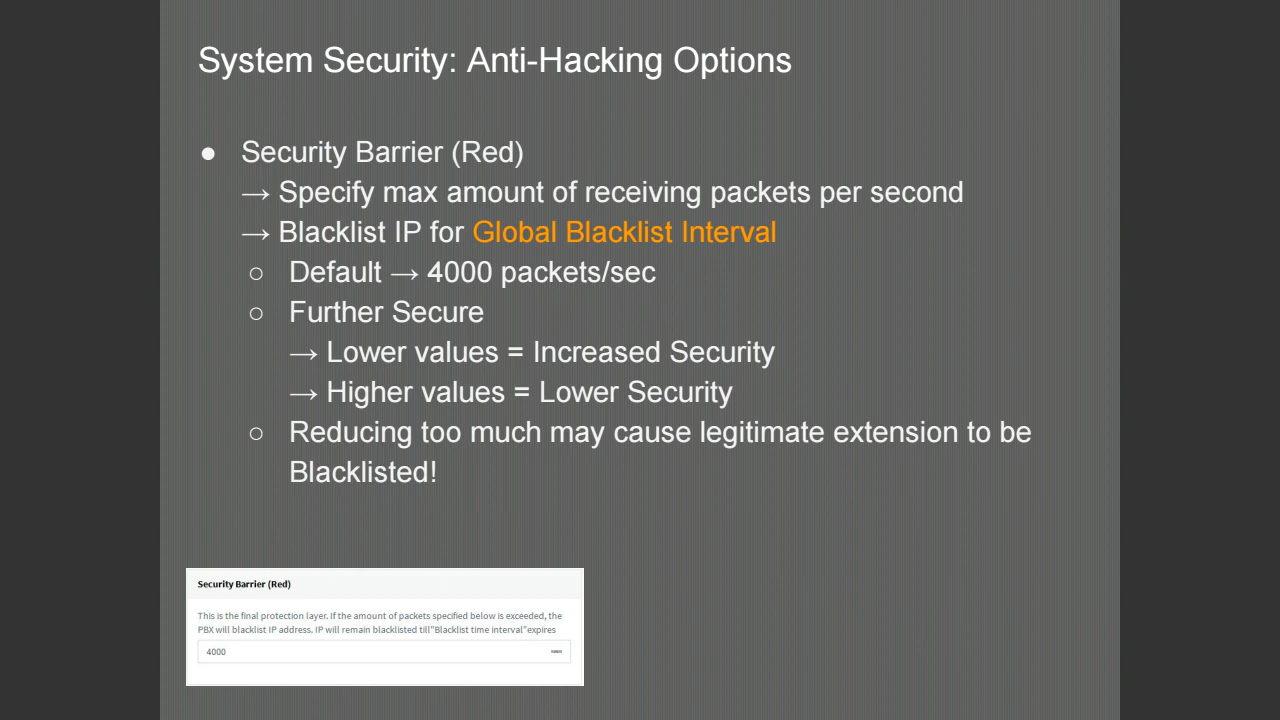 System Security: Anti-Hacking Options
● Security Barrier (Red)
→ Specify max amount of receiving packets per second
→ Blacklist IP for Global Blacklist Interval
○ Default → 4000 packets/sec
○ Further Secure
→ Lower values = Increased Security
→ Higher values = Lower Security
○ Reducing too much may cause legitimate extension to be
Blacklisted!
Security Barrier (Red)
This is the final protection layer. If the amount of packets specified below is exceeded, the
PBX will blacklist IP address. IP will remain blacklisted till"Blacklist time interval"expires
4000